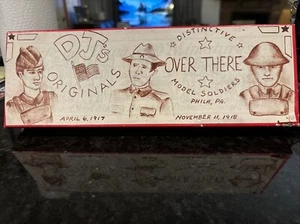 DJ's
ORIGINALS
DISTINCTIVE
OVER THERE
MODEL SOLDIERS
PHILA, PA.
APRIL 6, 1917
NOVEMBER 11, 1918